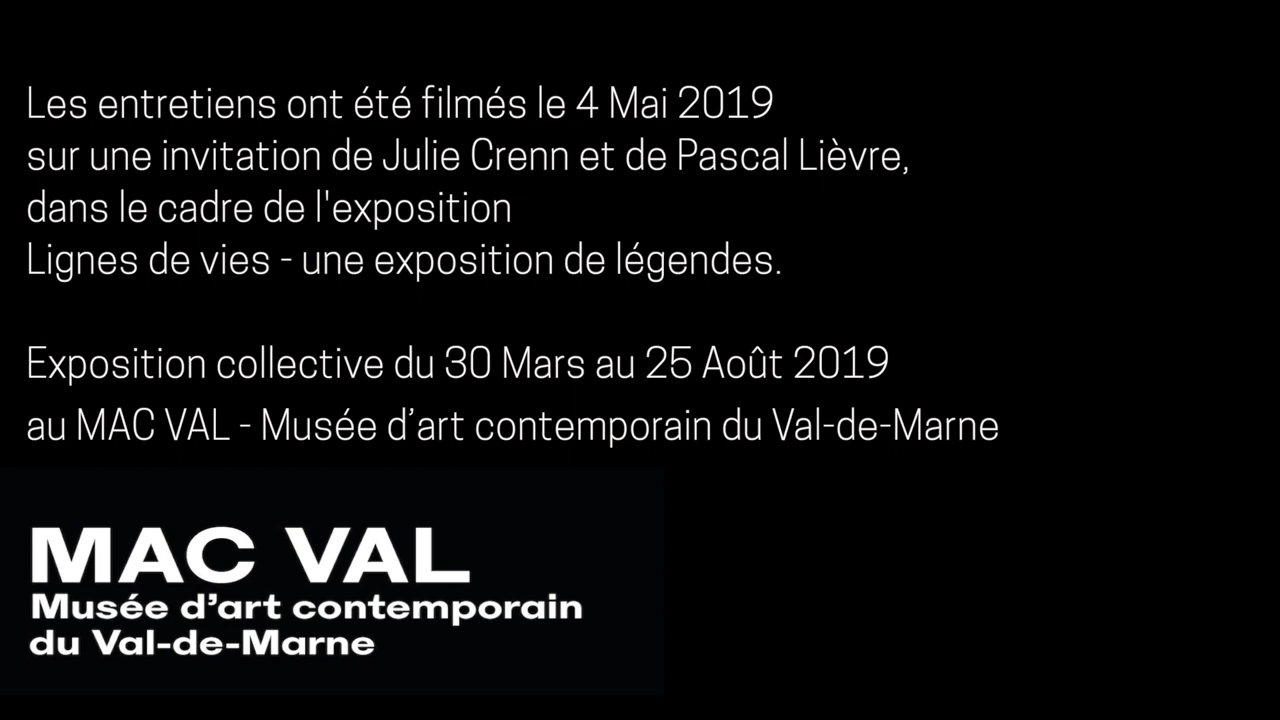 Les entretiens ont été filmés le 4 Mai 2019
sur une invitation de Julie Crenn et de Pascal Lièvre,
dans le cadre de l'exposition
Lignes de vies - une exposition de légendes.
Exposition collective du 30 Mars au 25 Août 2019
au MAC VAL - Musée d’art contemporain du Val-de-Marne
MAC VAL
Musée d’art contemporain
du Val-de-Marne